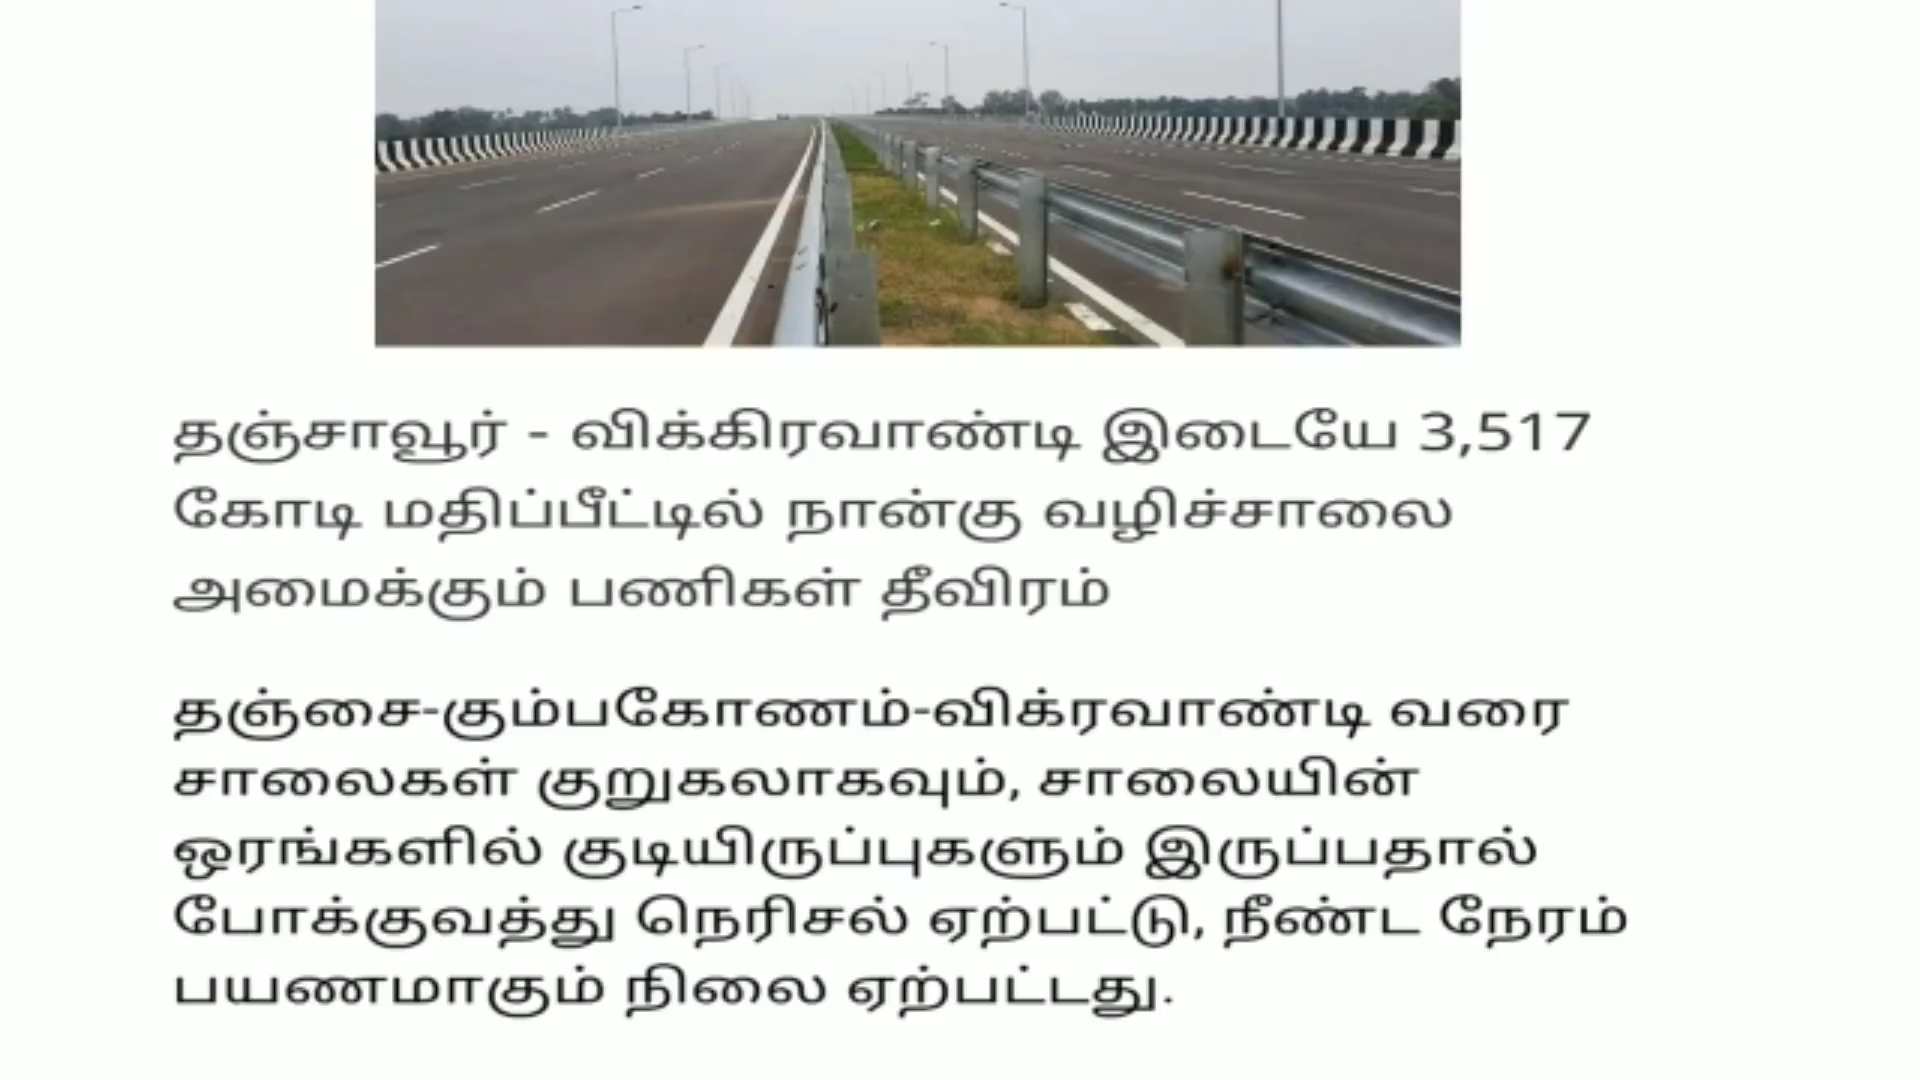 தஞ்சாவூர் - விக்கிரவாண்டி இடையே 3,517
கோடி மதிப்பீட்டில் நான்கு வழிச்சாலை
அமைக்கும் பணிகள் தீவிரம்
தஞ்சை-கும்பகோணம்-விக்ரவாண்டி வரை
சாலைகள் குறுகலாகவும், சாலையின்
ஒரங்களில் குடியிருப்புகளும் இருப்பதால்
போக்குவத்து நெரிசல் ஏற்பட்டு, நீண்ட நேரம்
பயணமாகும் நிலை ஏற்பட்டது.